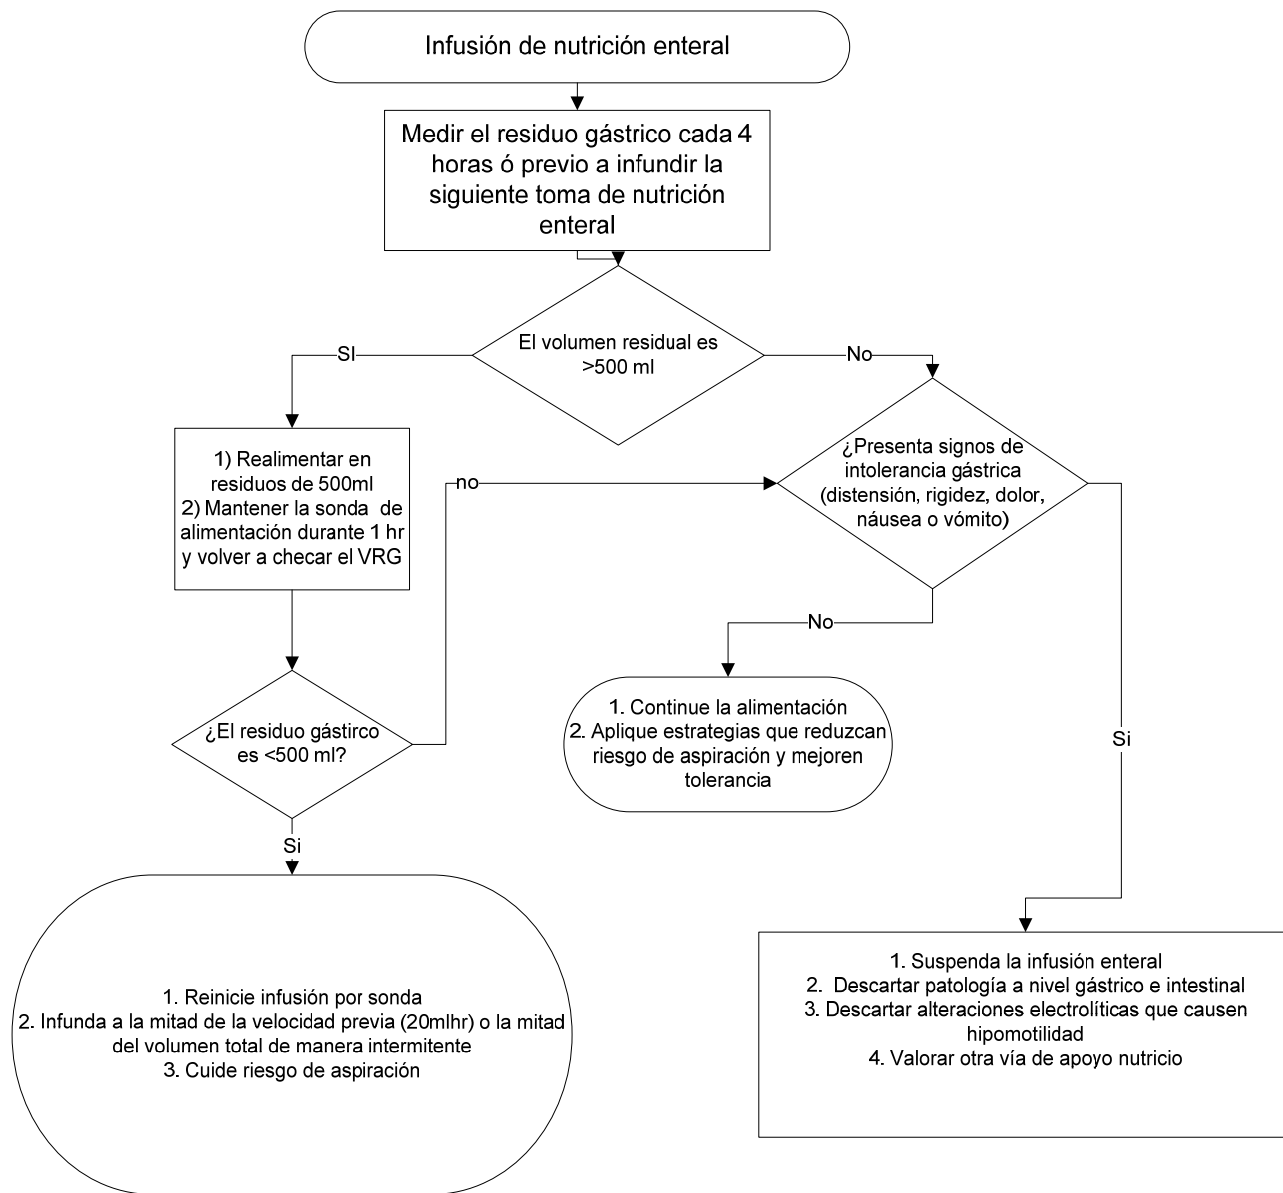 Infusión de nutrición enteral
Medir el residuo gástrico cada 4
horas ó previo a infundir la
siguiente toma de nutrición
enteral
El volumen residual es
>500 ml
SI
No
1) Realimentar en
residuos de 500ml
2) Mantener la sonda de
alimentación durante 1 hr
y volver a checar el VRG
no
¿Presenta signos de
intolerancia gástrica
(distensión, rigidez, dolor,
náusea o vómito)
No
Si
¿El residuo gástirco
es <500 ml?
1. Continue la alimentación
2. Aplique estrategias que reduzcan
riesgo de aspiración y mejoren
tolerancia
Si
1. Reinicie infusión por sonda
2. Infunda a la mitad de la velocidad previa (20mlhr) o la mitad
del volumen total de manera intermitente
3. Cuide riesgo de aspiración
1. Suspenda la infusión enteral
2. Descartar patología a nivel gástrico e intestinal
3. Descartar alteraciones electrolíticas que causen
hipomotilidad
4. Valorar otra vía de apoyo nutricio